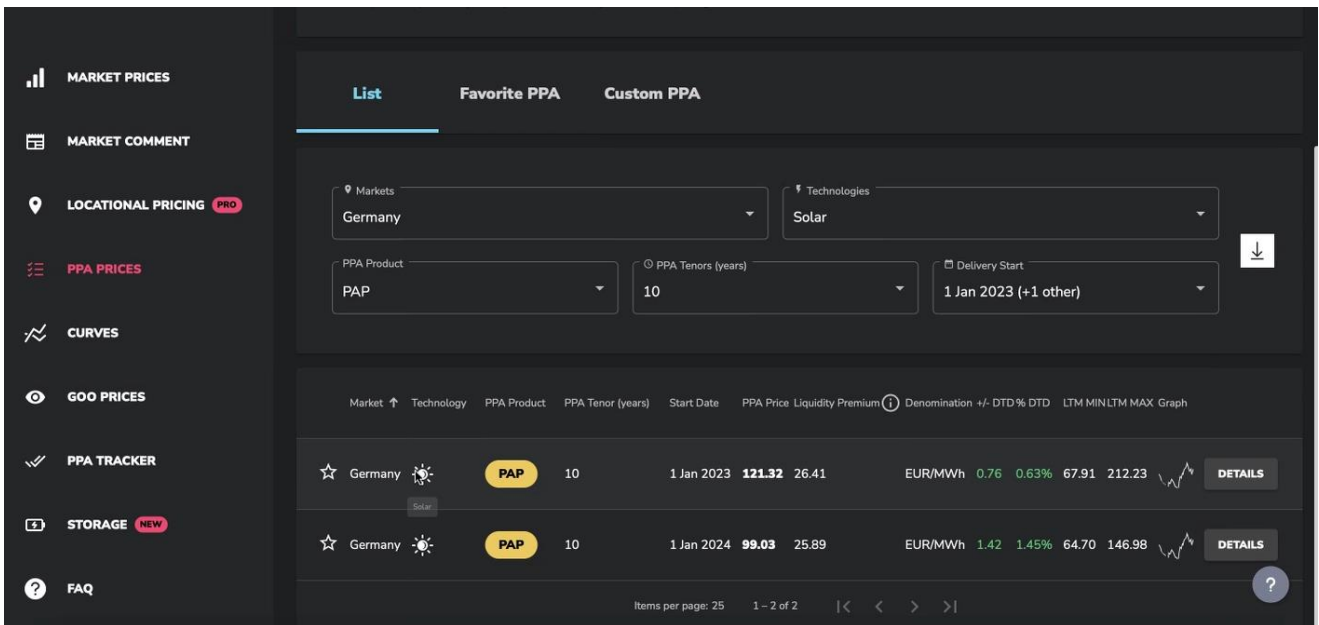 MARKET PRICES
MARKET COMMENT
LOCATIONAL PRICING PRO
PPA PRICES
CURVES
GOO PRICES
PPA TRACKER
STORAGE NEW
? FAQ
List Favorite PPA Custom PPA
Markets
Germany
Technologies
Solar
PPA Product
PAP
PPA Tenors (years)
10
Delivery Start
1 Jan 2023 (+1 other)
Market ↑ Technology PPA Product PPA Tenor (years) Start Date PPA Price Liquidity Premium i Denomination +/- DTD % DTD LTM MIN LTM MAX Graph
Germany PAP 10 1 Jan 2023 121.32 26.41 EUR/MWh 0.76 0.63% 67.91 212.23 DETAILS
Solar
Germany PAP 10 1 Jan 2024 99.03 25.89 EUR/MWh 1.42 1.45% 64.70 146.98 DETAILS
?
Items per page: 25 1 – 2 of 2